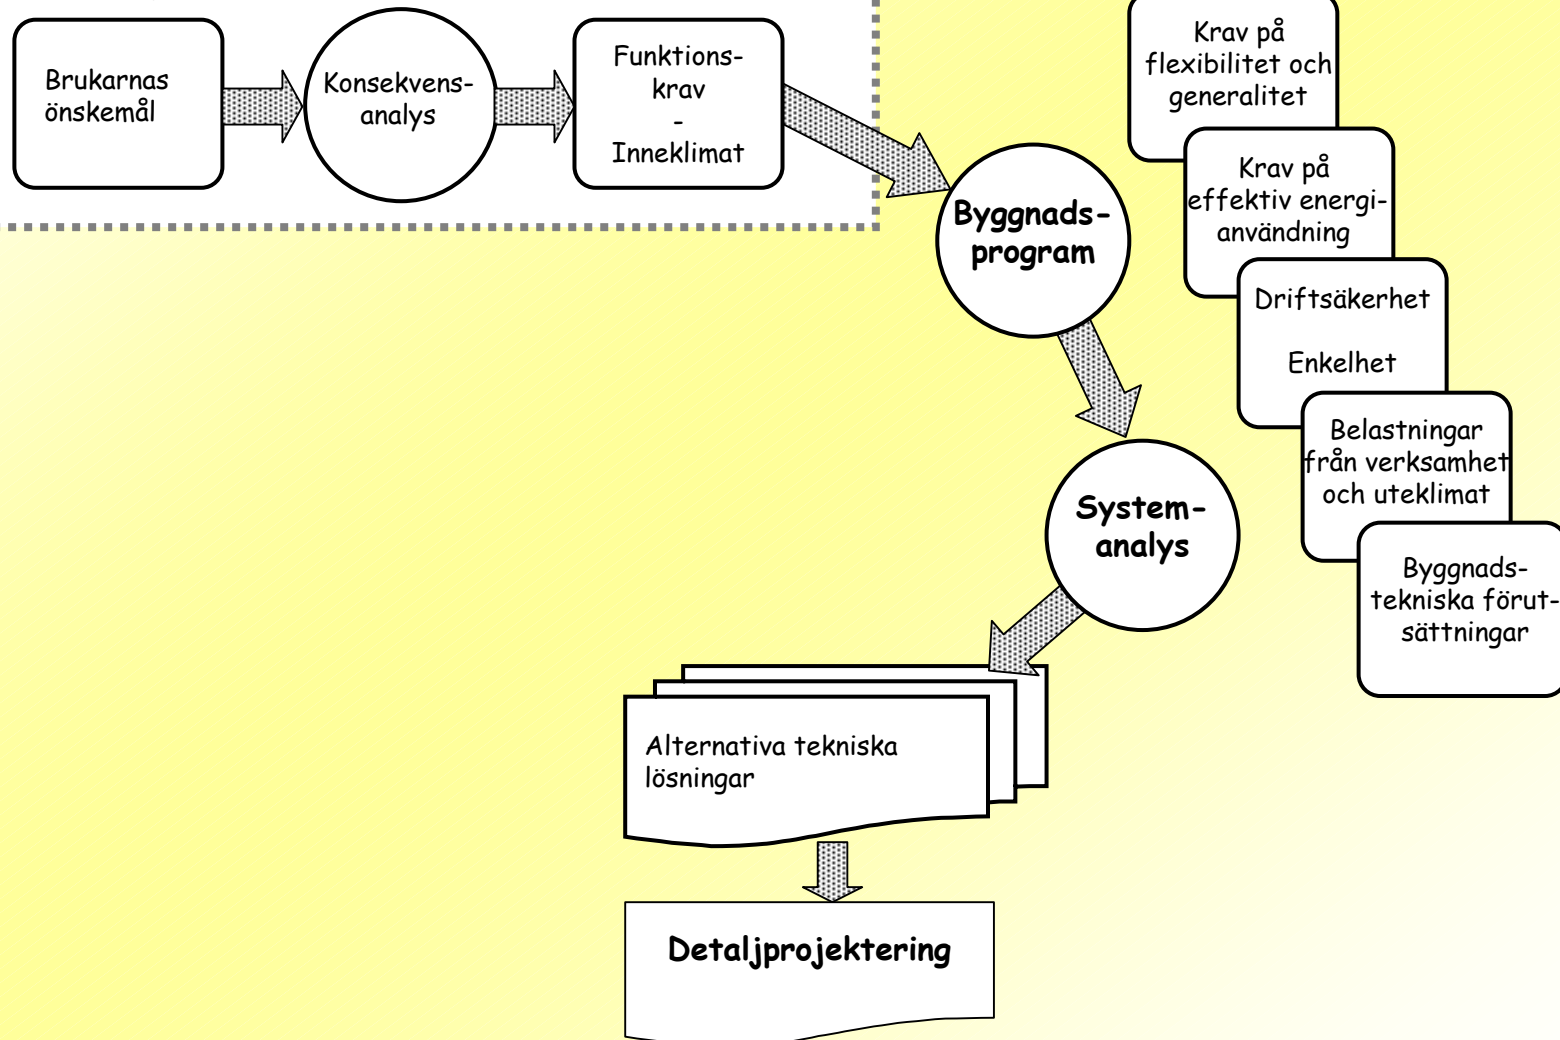 Brukarnas
önskemål
Konsekvens-
analys
Funktions-
krav
-
Inneklimat
Byggnads-
program
Krav på
flexibilitet och
generalitet
Krav på
effektiv energi-
användning
Driftsäkerhet
Enkelhet
Belastningar
från verksamhet
och uteklimat
Byggnads-
tekniska förut-
sättningar
System-
analys
Alternativa tekniska
lösningar
Detaljprojektering